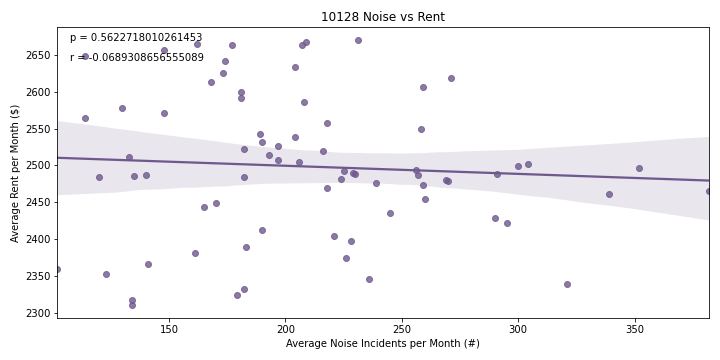 10128 Noise vs Rent
p = 0.5622718010261453
r = -0.0689308656555089
Average Rent per Month ($)
2650
2600
2550
2500
2450
2400
2350
2300
150
200
250
300
350
Average Noise Incidents per Month (#)